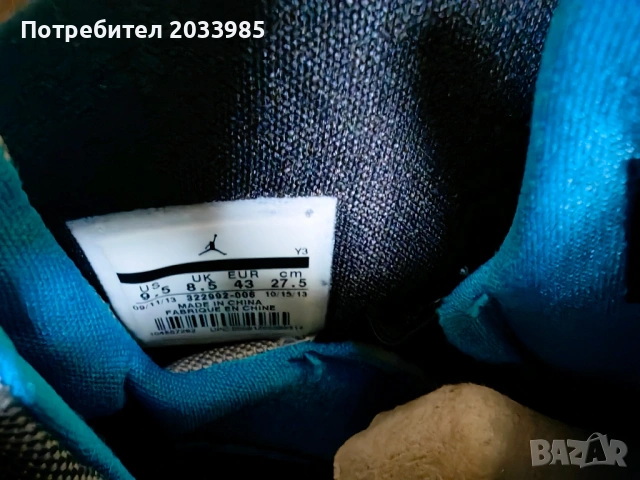 Потребител 2033985
Y3
US UK EUR cm
9.5 8.5 43 27.5
09/11/13 322992-006 10/15/13
MADE IN CHINA
FABRIQUE EN CHINE
BAZAR